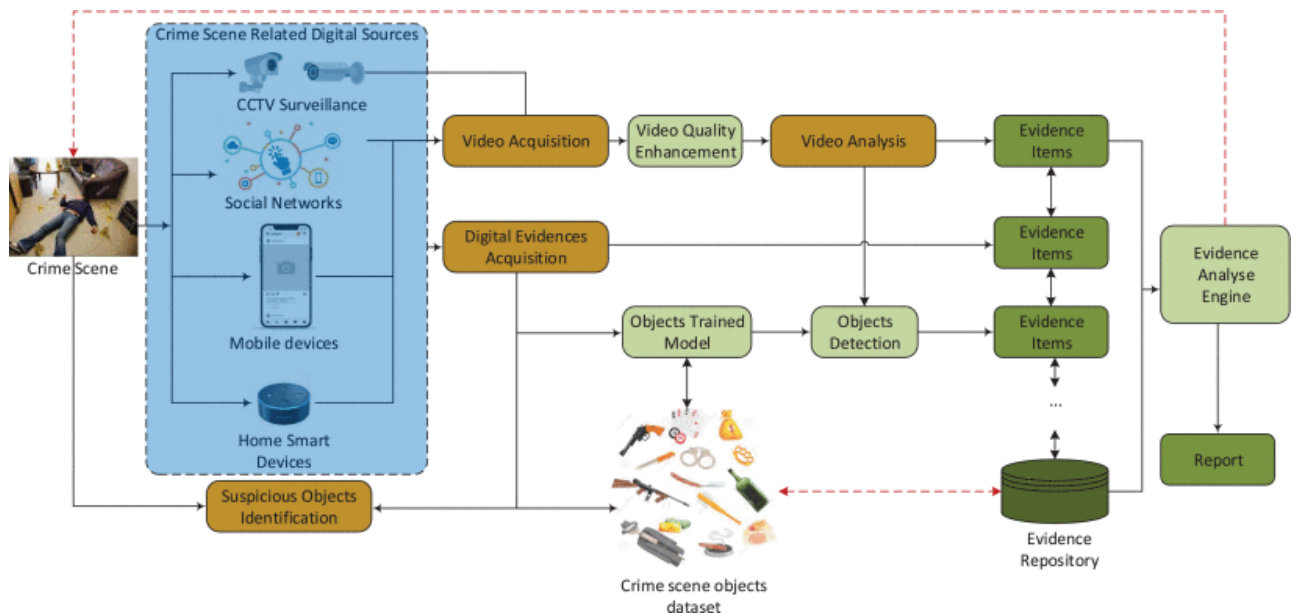 Crime Scene Related Digital Sources
CCTV Surveillance
Social Networks
Mobile devices
Home Smart
Devices
Crime Scene
Suspicious Objects
Identification
Video Acquisition
Video Quality
Enhancement
Video Analysis
Evidence
Items
Digital Evidences
Acquisition
Evidence
Items
Objects Trained
Model
Objects
Detection
Evidence
Items
...
Crime scene objects
dataset
Evidence
Repository
Evidence
Analyse
Engine
Report